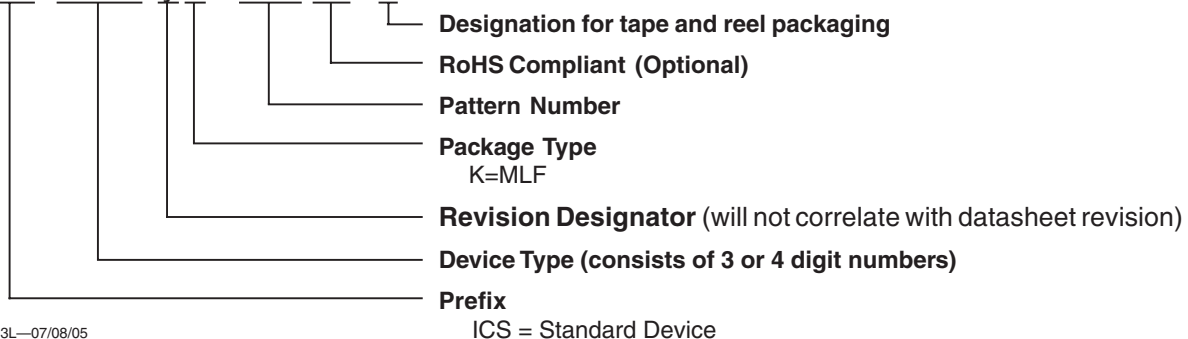 Designation for tape and reel packaging
RoHS Compliant (Optional)
Pattern Number
Package Type
K=MLF
Revision Designator (will not correlate with datasheet revision)
Device Type (consists of 3 or 4 digit numbers)
Prefix
ICS = Standard Device
3L—07/08/05